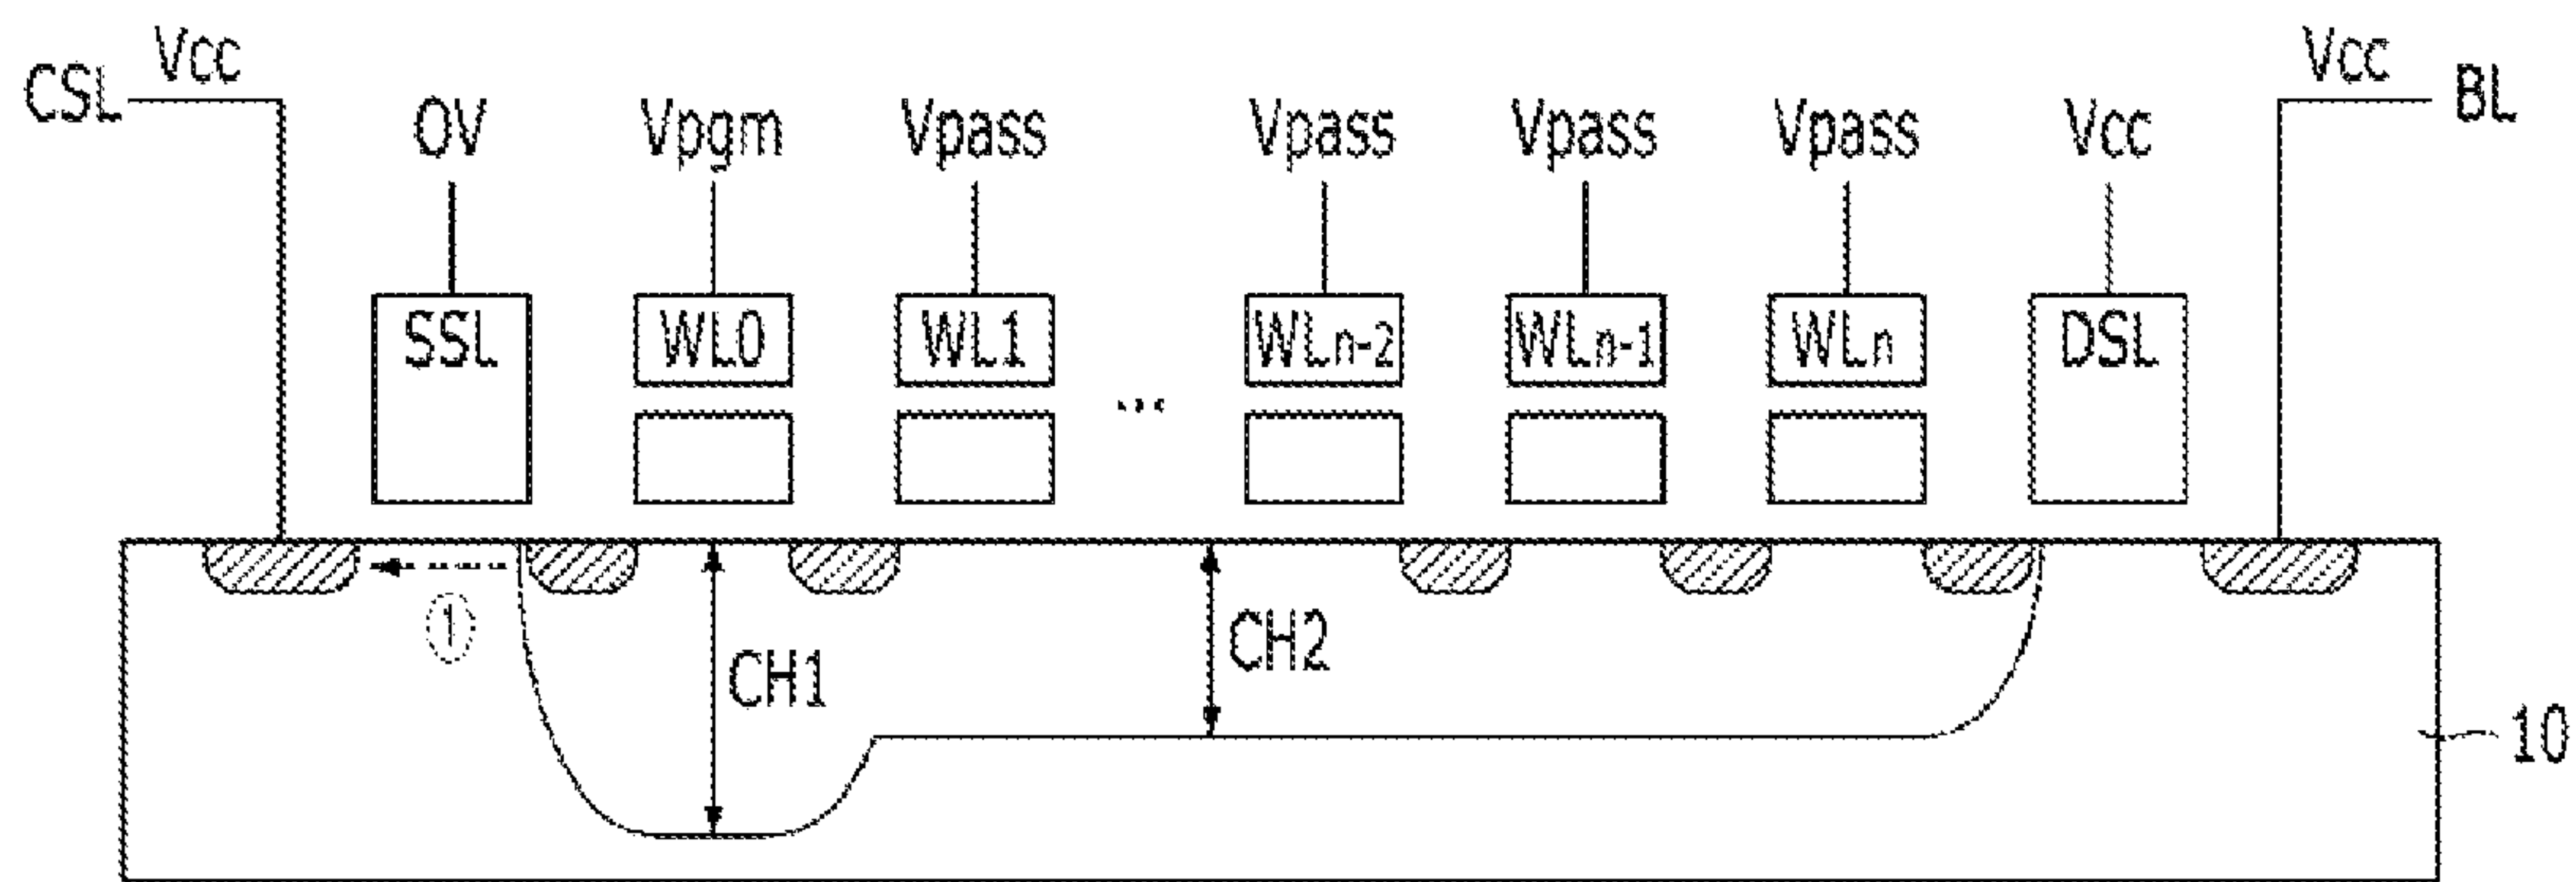 CSL Vcc Vcc BL
OV Vpgm Vpass Vpass Vpass Vpass Vcc
SSL WL0 WL1 ... WLn-2 WLn-1 WLn DSL
1 CH1 CH2
10